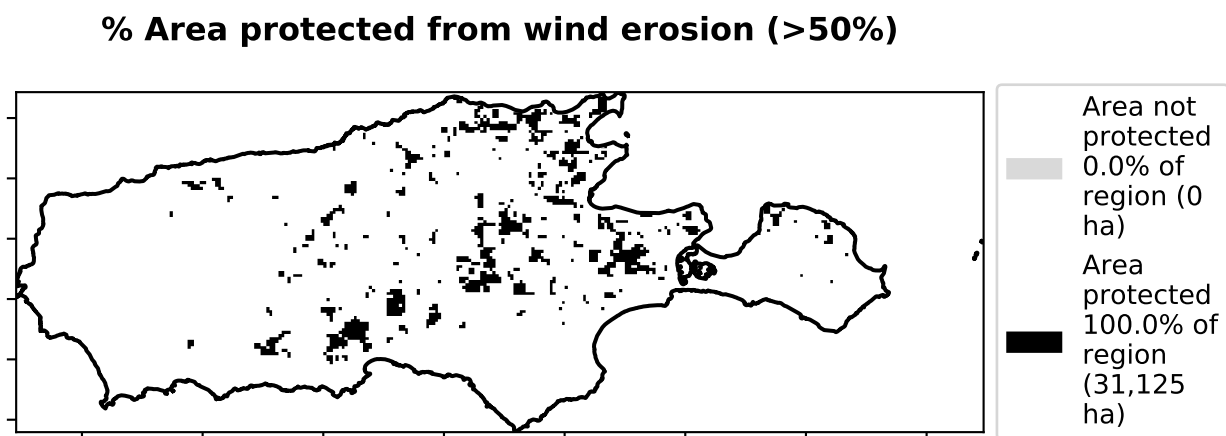 % Area protected from wind erosion (>50%)
Area not
protected
0.0% of
region (0
ha)
Area
protected
100.0% of
region
(31,125
ha)